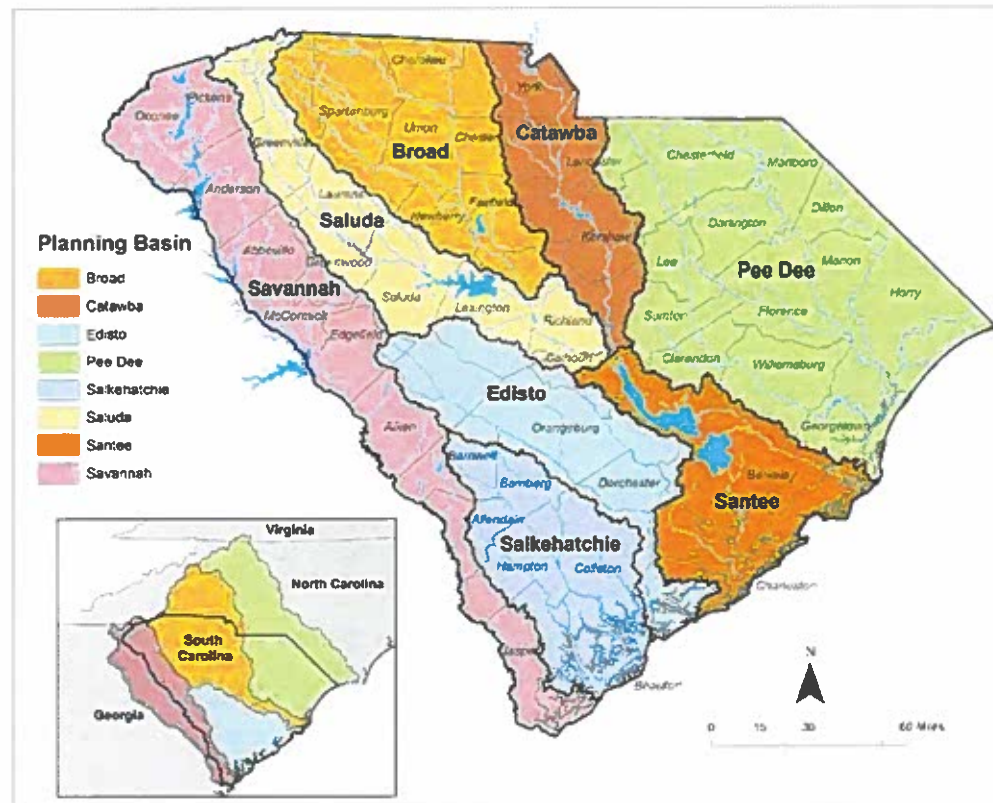 Cherokee
York
Pickens
Oconee
Spartanburg
Union
Chester
Catawba
Broad
Greenville
Lancaster
Chesterfield
Marlboro
Anderson
Laurens
Fairfield
Dillon
Saluda
Newberry
Darlington
Kershaw
Planning Basin
Abbeville
Greenwood
Lee
Marion
Pee Dee
Broad
Savannah
Saluda
Horry
Catawba
McCormick
Lexington
Richland
Sumter
Florence
Edisto
Edgefield
Calhoun
Clarendon
Williamsburg
Pee Dee
Edisto
Salkehatchie
Saluda
Orangeburg
Georgetown
Santee
Aiken
Savannah
Barnwell
Bamberg
Dorchester
Berkeley
Santee
Allendale
Salkehatchie
Virginia
Hampton
Colleton
Charleston
North Carolina
South
Carolina
Jasper
N
Beaufort
Georgia
0 15 30 60 Miles